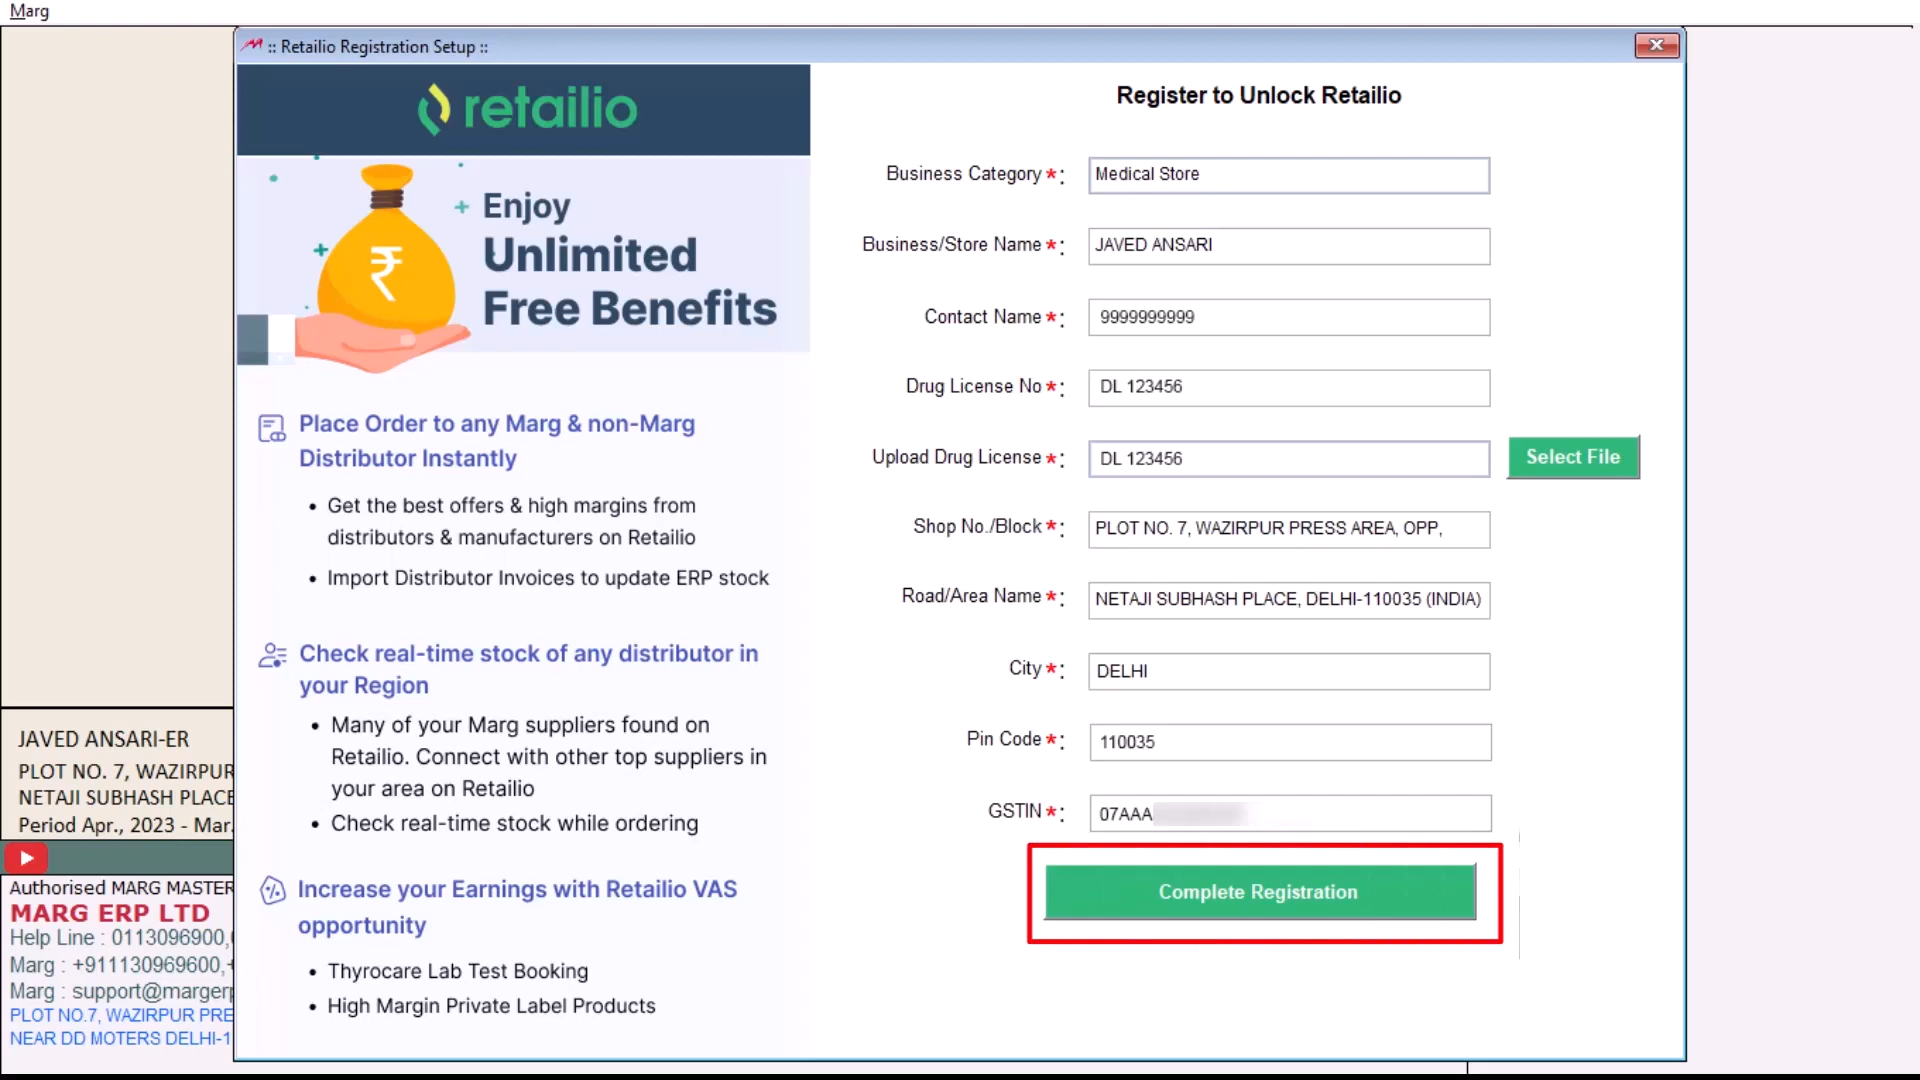 Marg
:: Retailio Registration Setup ::
retailio
Enjoy
Unlimited
Free Benefits
₹
Place Order to any Marg & non-Marg
Distributor Instantly
• Get the best offers & high margins from
distributors & manufacturers on Retailio
• Import Distributor Invoices to update ERP stock
Check real-time stock of any distributor in
your Region
• Many of your Marg suppliers found on
Retailio. Connect with other top suppliers in
your area on Retailio
• Check real-time stock while ordering
Increase your Earnings with Retailio VAS
opportunity
• Thyrocare Lab Test Booking
• High Margin Private Label Products
Register to Unlock Retailio
Business Category *: Medical Store
Business/Store Name *: JAVED ANSARI
Contact Name *: 9999999999
Drug License No *: DL 123456
Upload Drug License *: DL 123456 Select File
Shop No./Block *: PLOT NO. 7, WAZIRPUR PRESS AREA, OPP,
Road/Area Name *: NETAJI SUBHASH PLACE, DELHI-110035 (INDIA)
City *: DELHI
Pin Code *: 110035
GSTIN *: 07AAA
Complete Registration
JAVED ANSARI-ER
PLOT NO. 7, WAZIRPUR
NETAJI SUBHASH PLACE
Period Apr., 2023 - Mar.
Authorised MARG MASTER
MARG ERP LTD
Help Line : 0113096900,
Marg : +911130969600,
Marg : support@margerp
PLOT NO.7, WAZIRPUR PRE
NEAR DD MOTERS DELHI-1